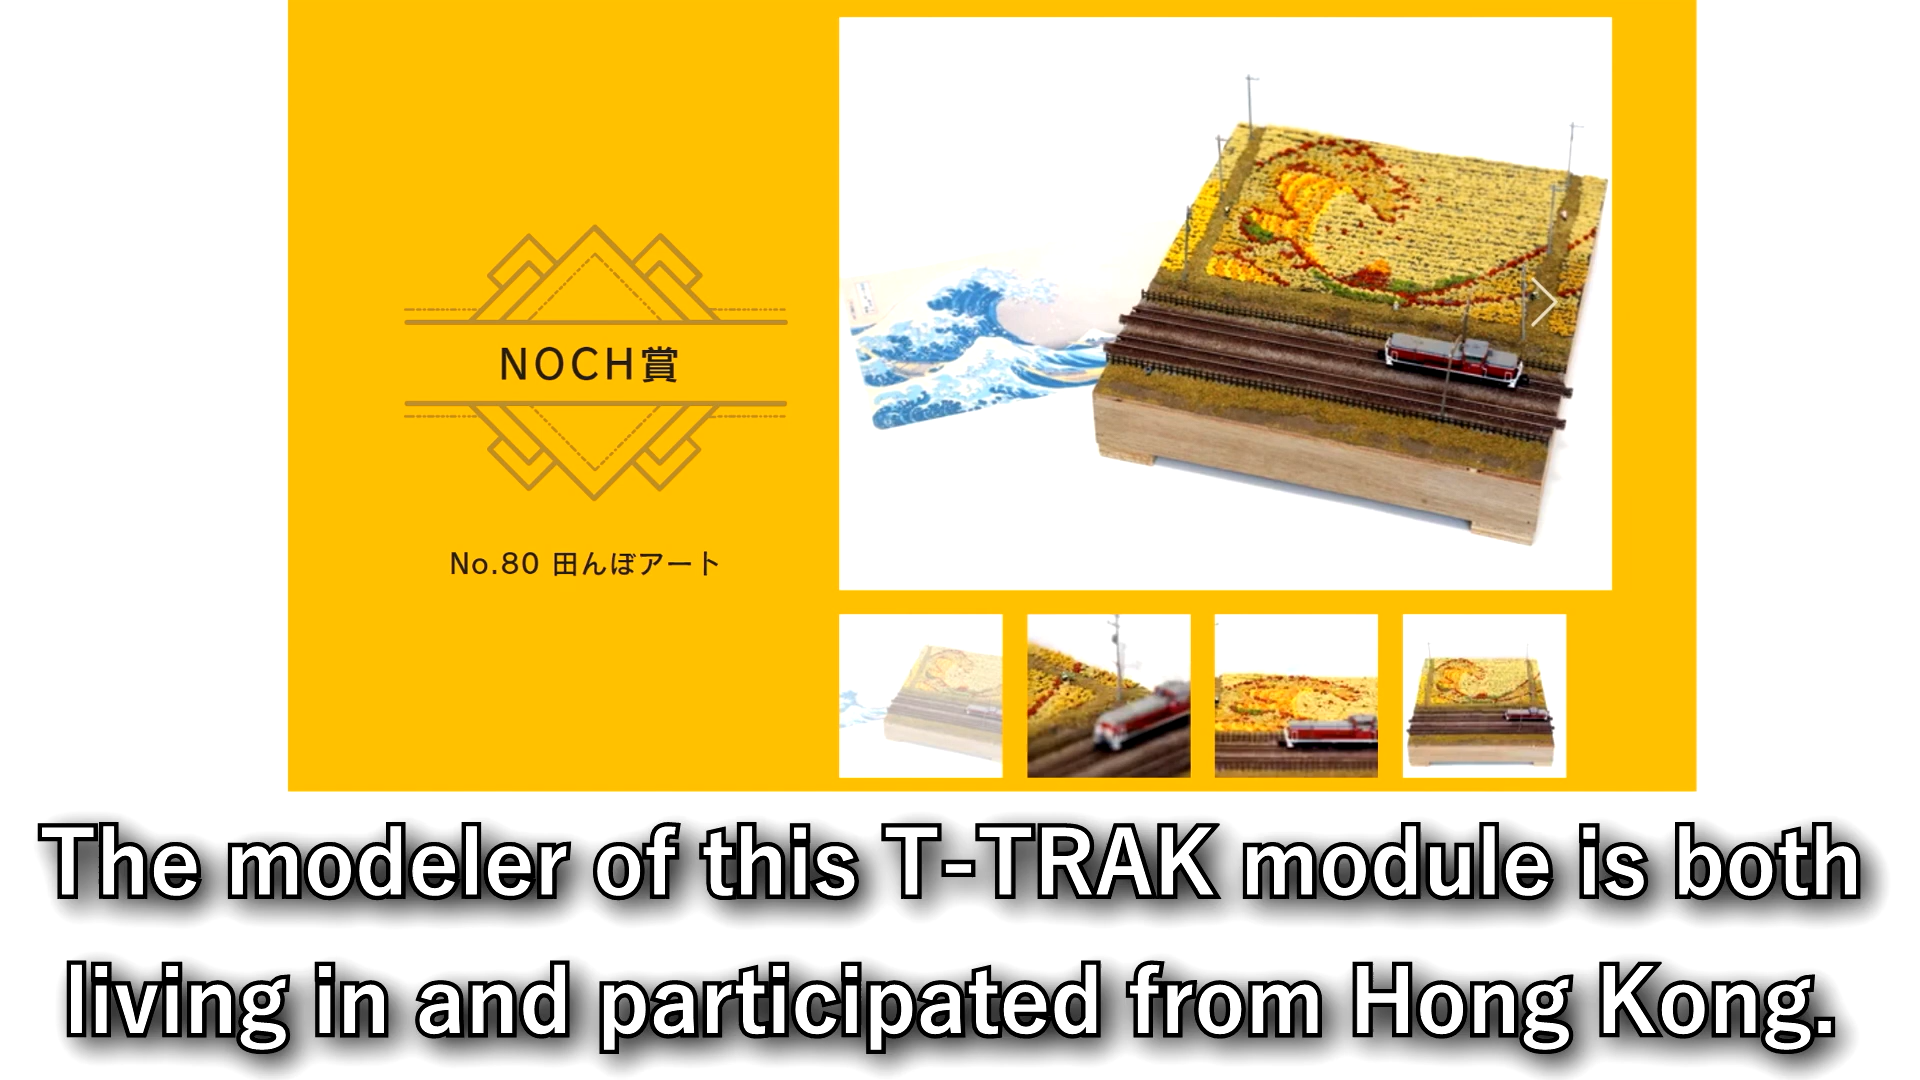 NOCH賞
No.80 田んぼアート
The modeler of this T-TRAK module is both
living in and participated from Hong Kong.